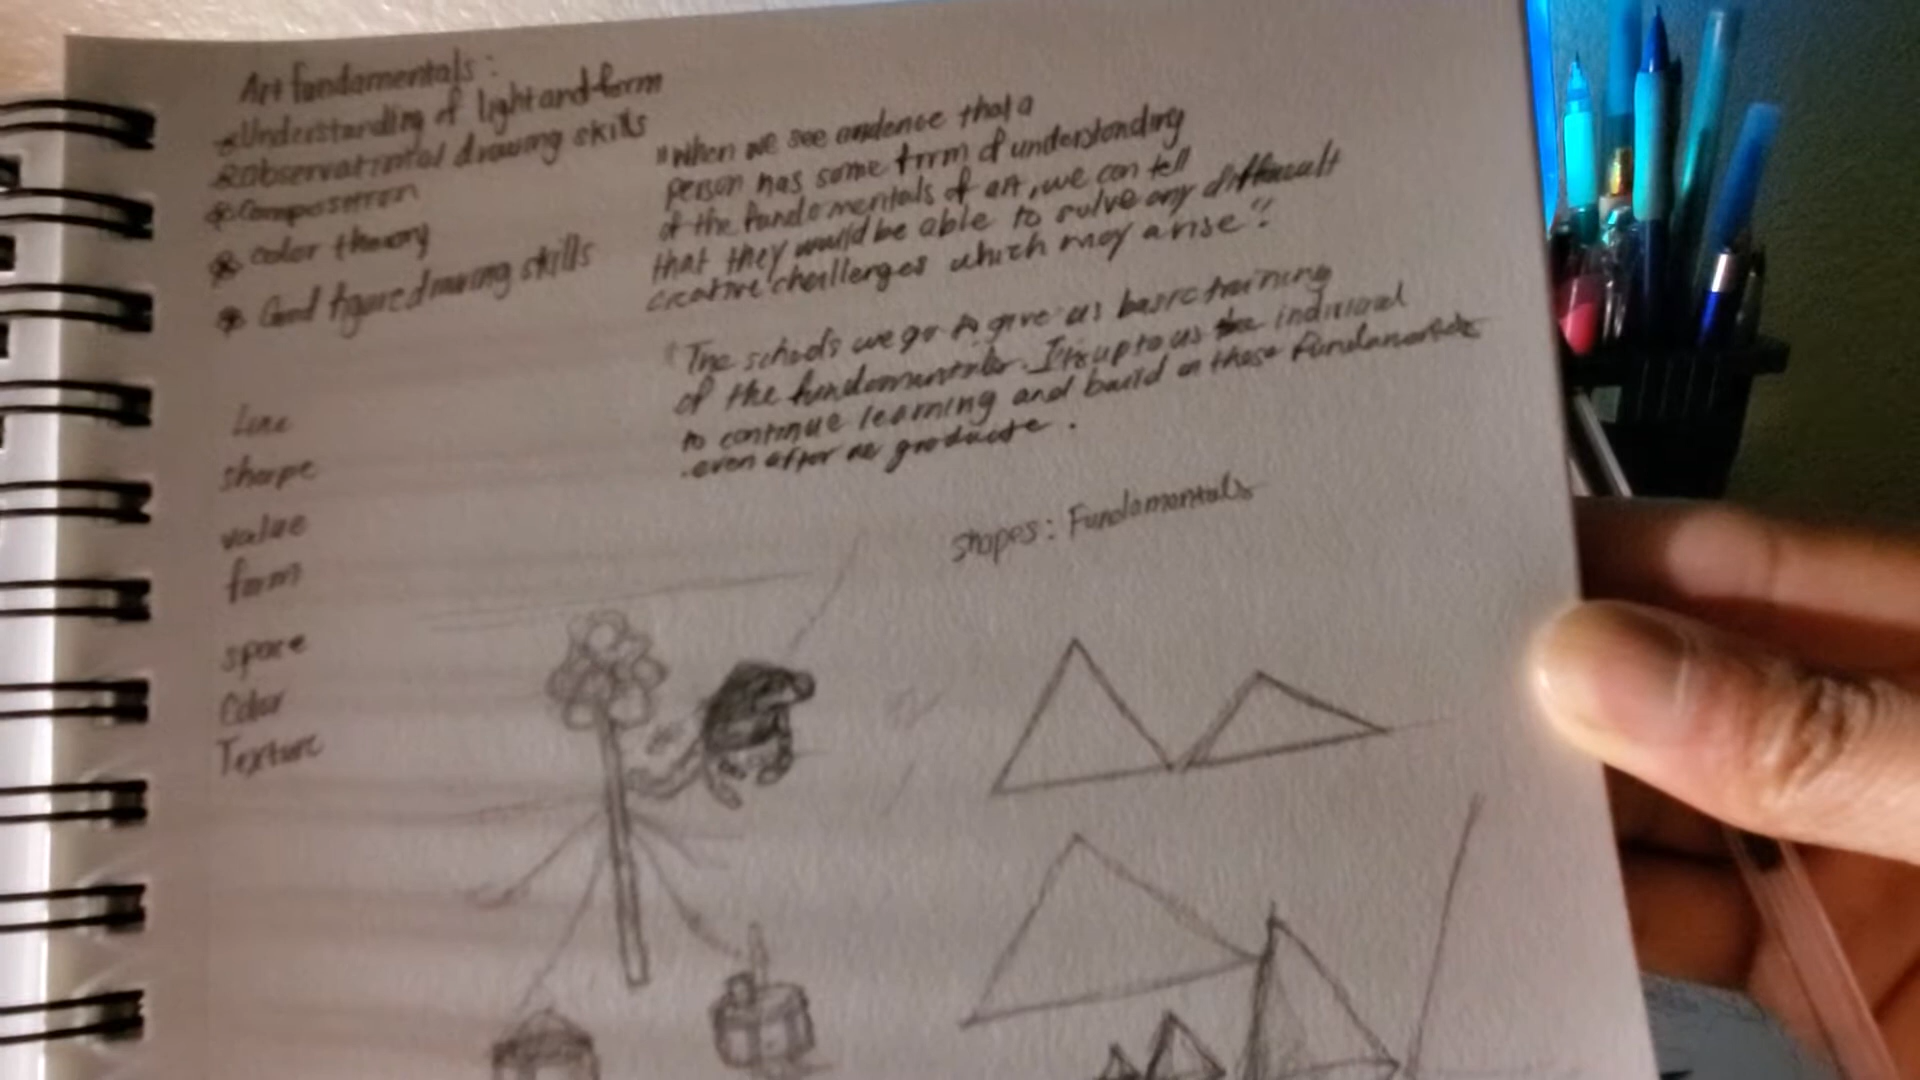 Art fundamentals:
* Understanding of light and form
* Observational drawing skills
* Composition
* color theory
* Good figure drawing skills
"When we see evidence that a
person has some form of understanding
of the fundamentals of art, we can tell
that they would be able to solve any difficult
creative challenges which may arise".
"The schools we go to give us basic training
of the fundamentals. It is up to us the individual
to continue learning and build on those fundamentals
even after we graduate.
Line
sharpe
value
form
space
Color
Texture
shapes: Fundamentals